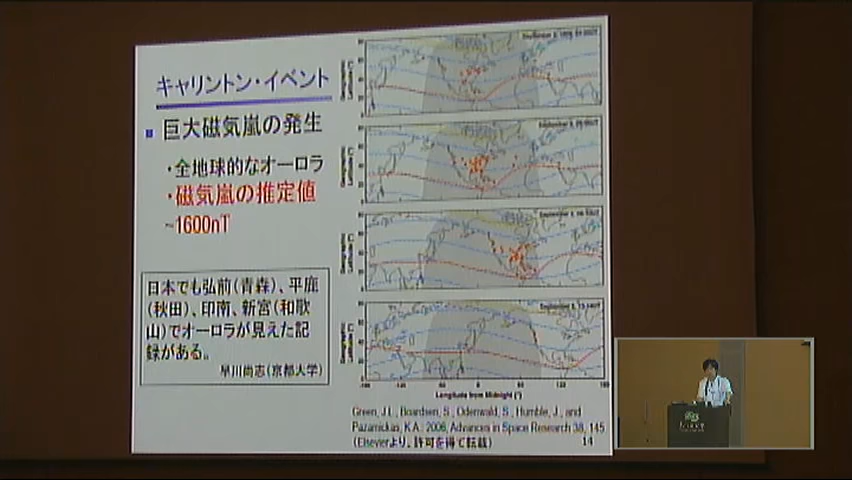 キャリントン・イベント
巨大磁気嵐の発生
・全地球的なオーロラ
・磁気嵐の推定値
~1600nT
日本でも弘前(青森)、平鹿
(秋田)、印南、新宮(和歌
山)でオーロラが見えた記
録がある。
早川尚志(京都大学)
Longitude from Midnight (°)
Green, J.L., Boardsen, S., Odenwald, S., Humble, J., and
Pazamickas, K.A.: 2006, Advances in Space Research 38, 145
(Elsevierより、許可を得て転載)
14